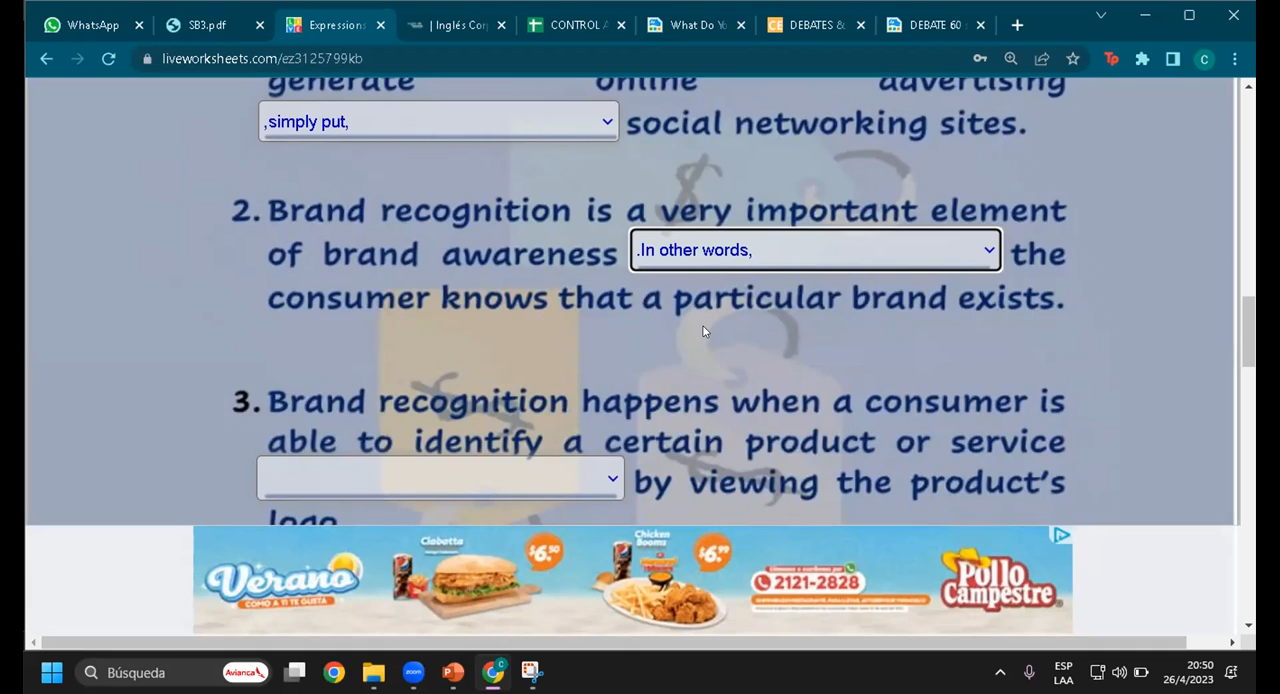 WhatsApp
SB3.pdf
Expressions
| Inglés Cor
CONTROL A
What Do Yo
DEBATES &
DEBATE 60 s
liveworksheets.com/ez3125799kb
generate online advertising
,simply put, social networking sites.
2. Brand recognition is a very important element
of brand awareness .In other words, the
consumer knows that a particular brand exists.
3. Brand recognition happens when a consumer is
able to identify a certain product or service
by viewing the product's
logo
Verano
COMO A TI TE GUSTA
Clebatta
$6.50
Chicken
Booms
$6.99
2121-2828
Pollo
Campestre
Búsqueda
Avianca
zoom
ESP
LAA
20:50
26/4/2023